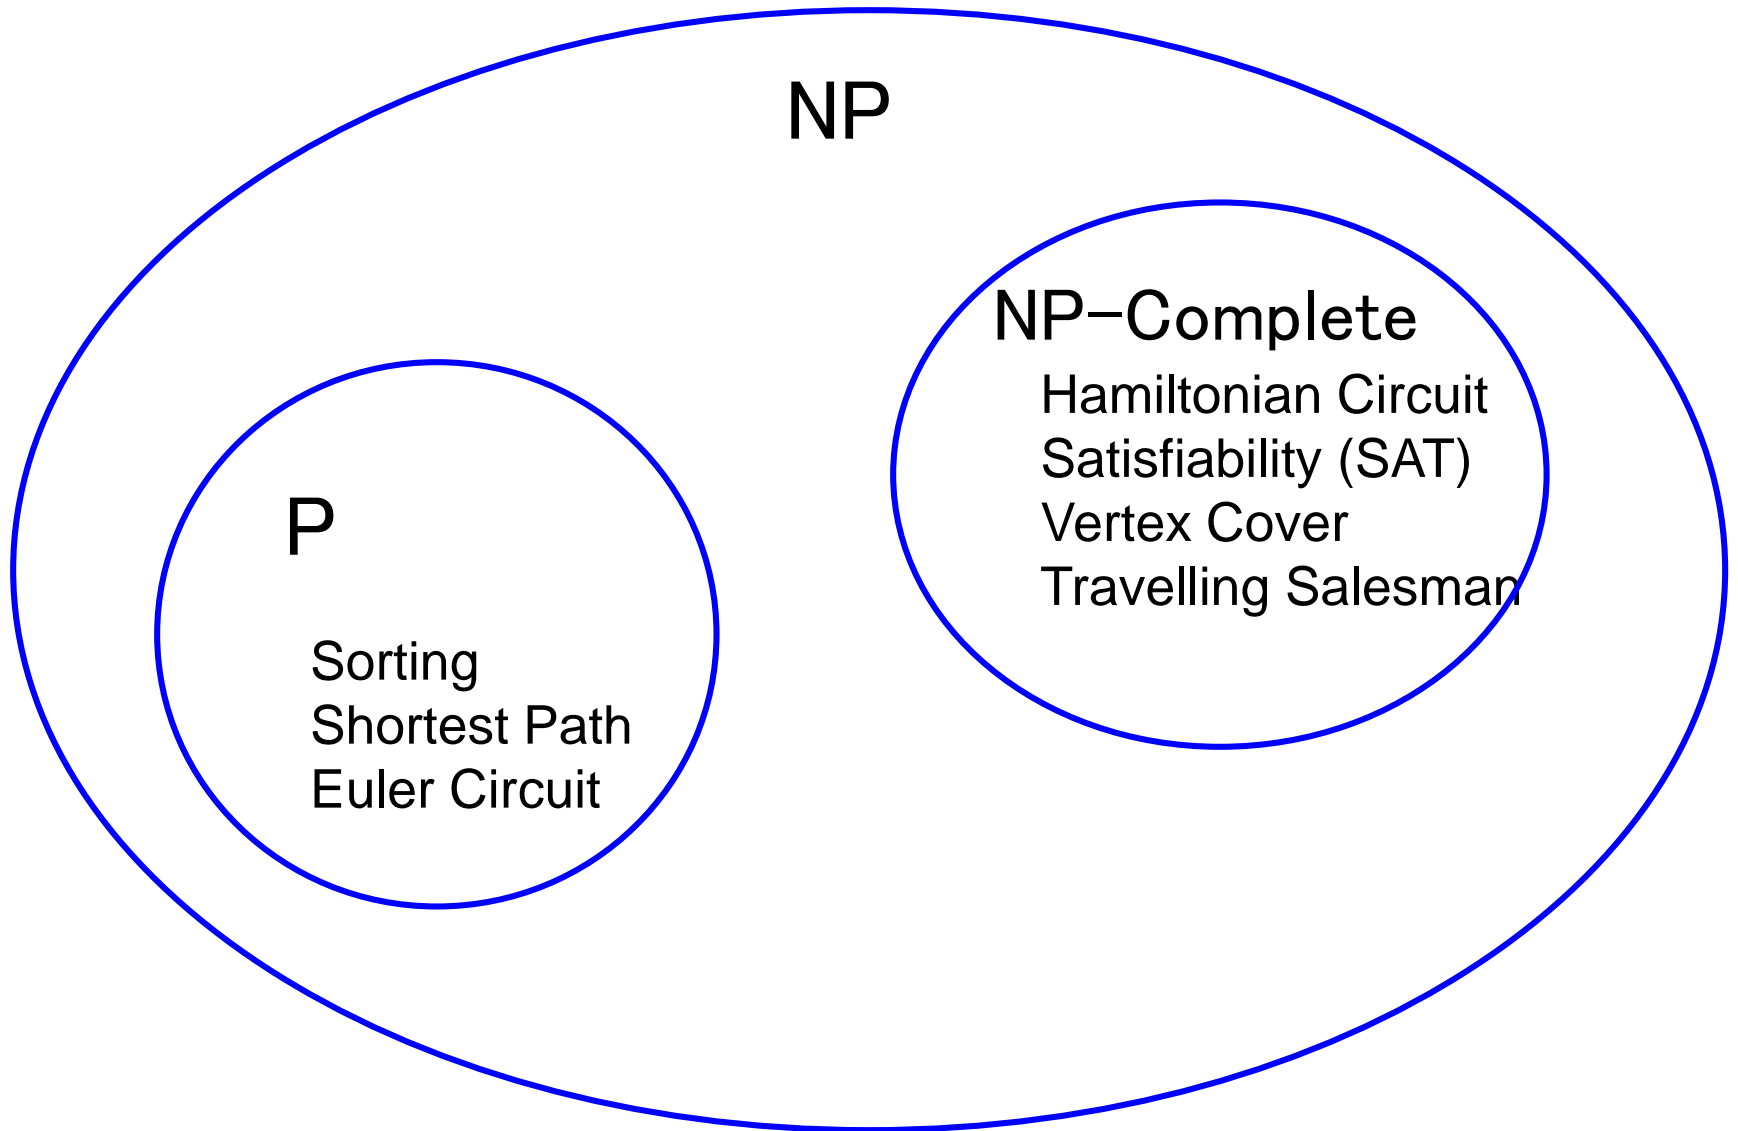 NP
NP-Complete
Hamiltonian Circuit
Satisfiability (SAT)
Vertex Cover
Travelling Salesman
P
Sorting
Shortest Path
Euler Circuit